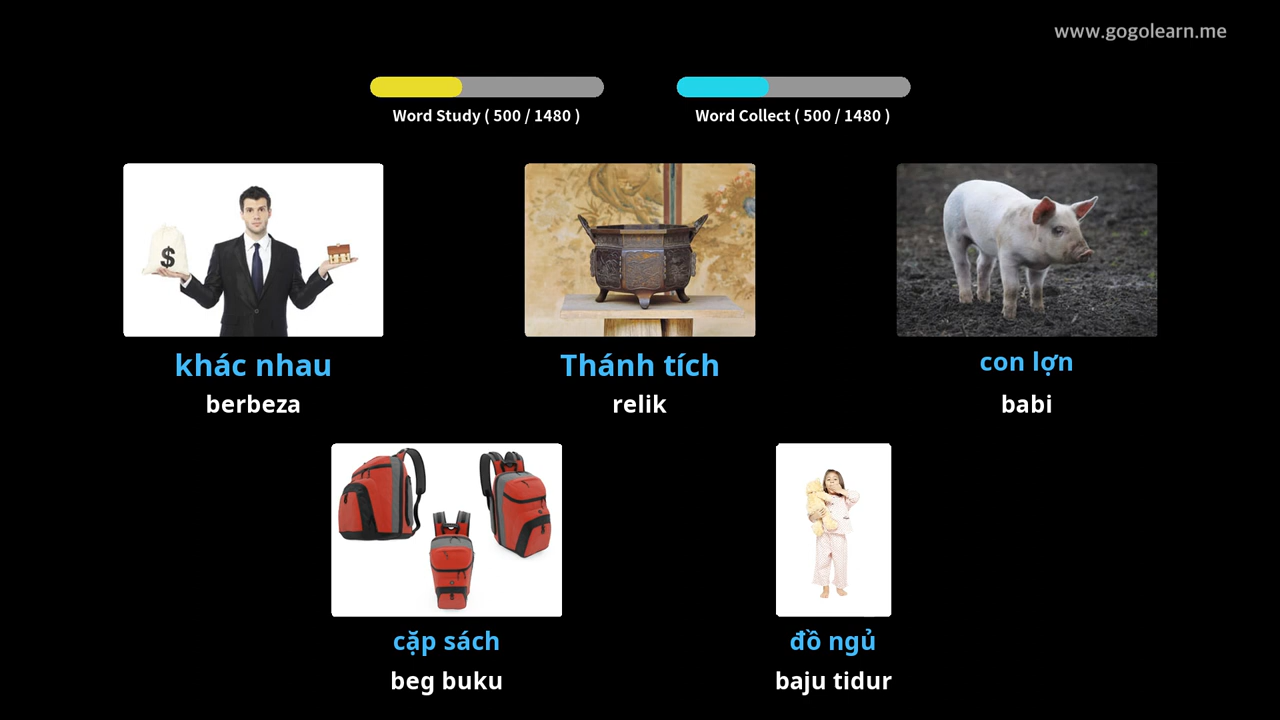 www.gogolearn.me
Word Study ( 500 / 1480 )
Word Collect ( 500 / 1480 )
$
khác nhau
berbeza
Thánh tích
relik
con lợn
babi
cặp sách
beg buku
đồ ngủ
baju tidur